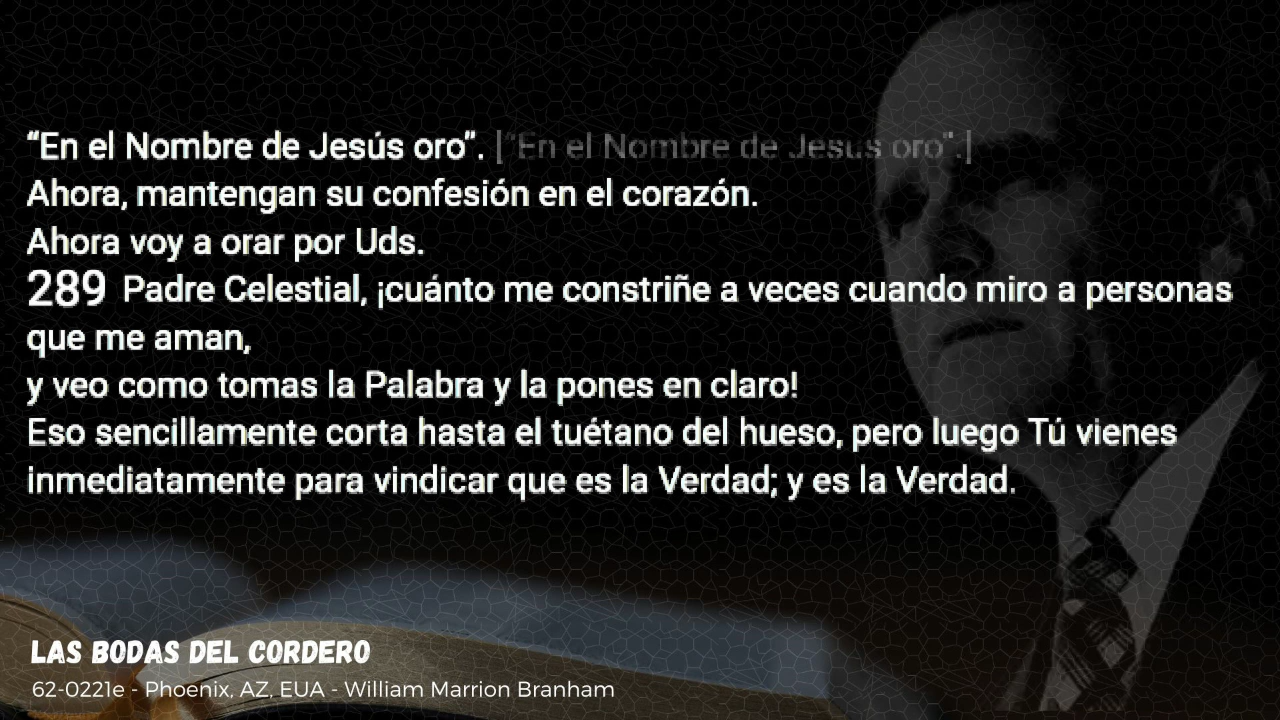 “En el Nombre de Jesús oro”. [“En el Nombre de Jesús oro”.]
Ahora, mantengan su confesión en el corazón.
Ahora voy a orar por Uds.
289 Padre Celestial, ¡cuánto me constriñe a veces cuando miro a personas
que me aman,
y veo como tomas la Palabra y la pones en claro!
Eso sencillamente corta hasta el tuétano del hueso, pero luego Tú vienes
inmediatamente para vindicar que es la Verdad; y es la Verdad.
LAS BODAS DEL CORDERO
62-0221e - Phoenix, AZ, EUA - William Marrion Branham